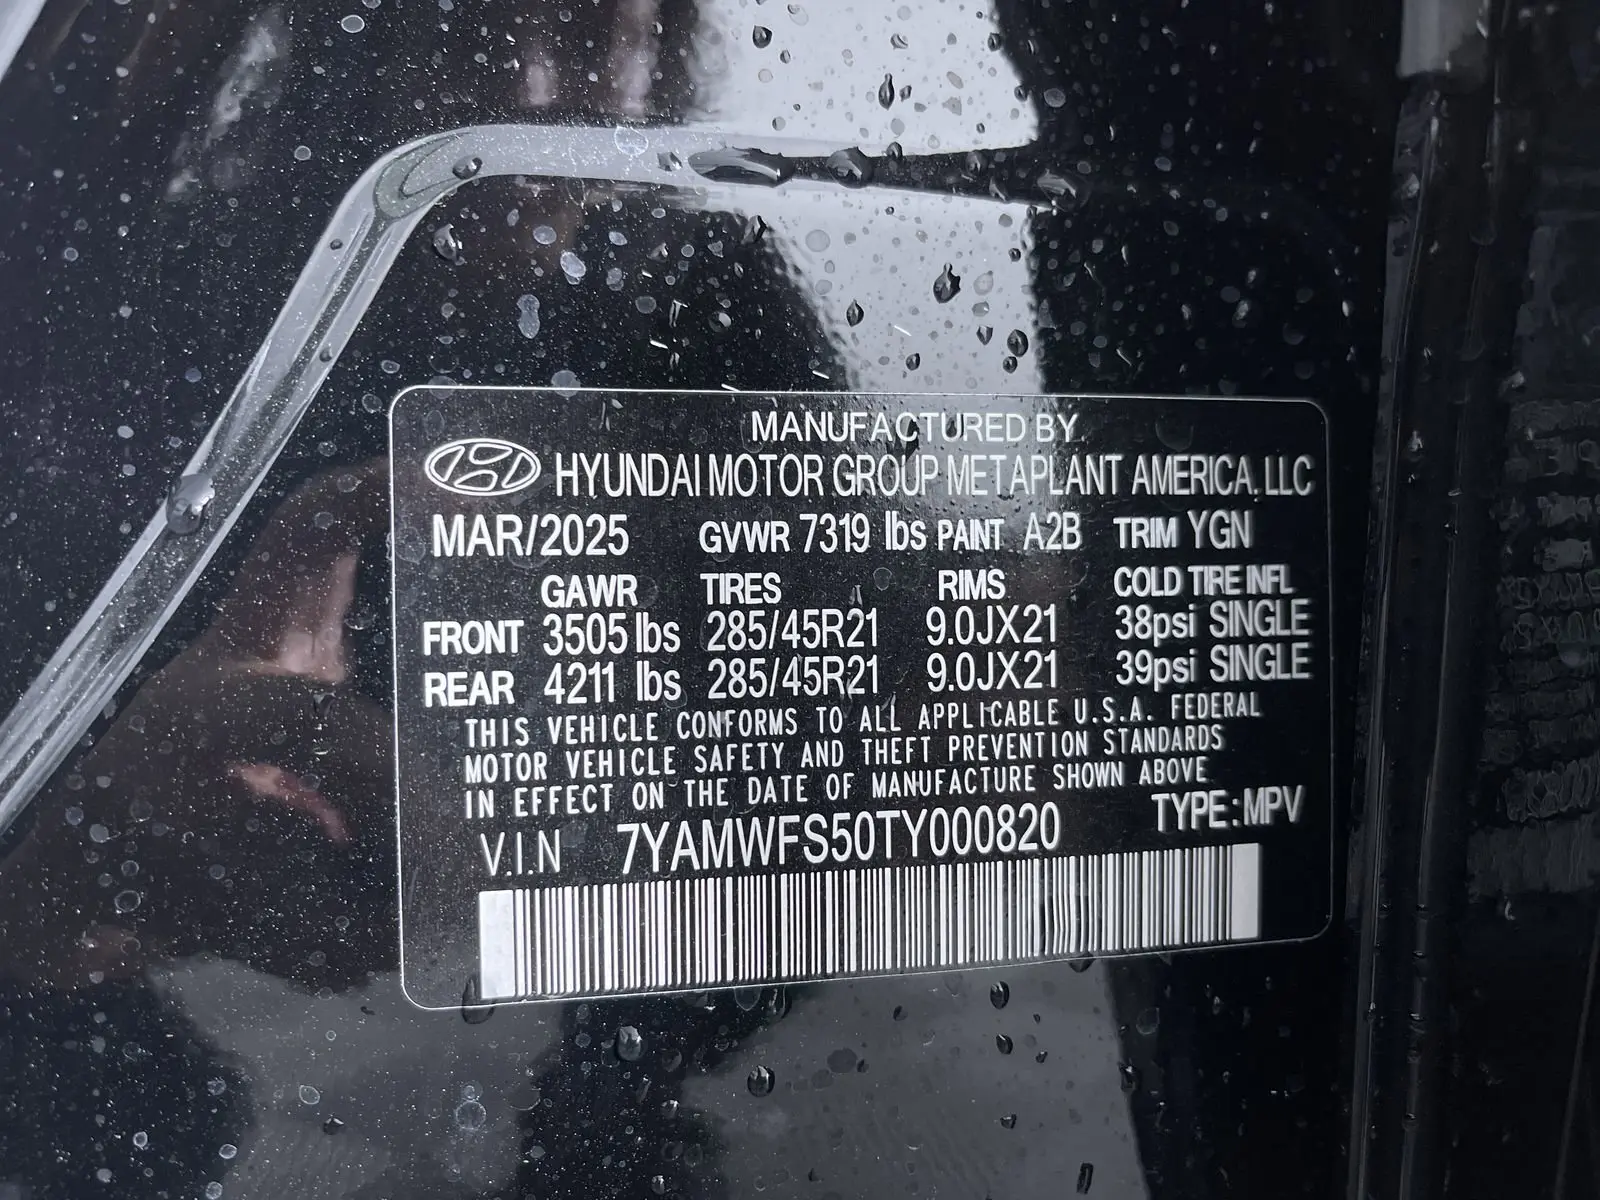 MANUFACTURED BY
HYUNDAI MOTOR GROUP METAPLANT AMERICA, LLC
MAR/2025 GVWR 7319 lbs PAINT A2B TRIM YGN
GAWR TIRES RIMS COLD TIRE INFL
FRONT 3505 lbs 285/45R21 9.0JX21 38psi SINGLE
REAR 4211 lbs 285/45R21 9.0JX21 39psi SINGLE
THIS VEHICLE CONFORMS TO ALL APPLICABLE U.S.A. FEDERAL
MOTOR VEHICLE SAFETY AND THEFT PREVENTION STANDARDS
IN EFFECT ON THE DATE OF MANUFACTURE SHOWN ABOVE
V.I.N 7YAMWFS50TY000820 TYPE:MPV